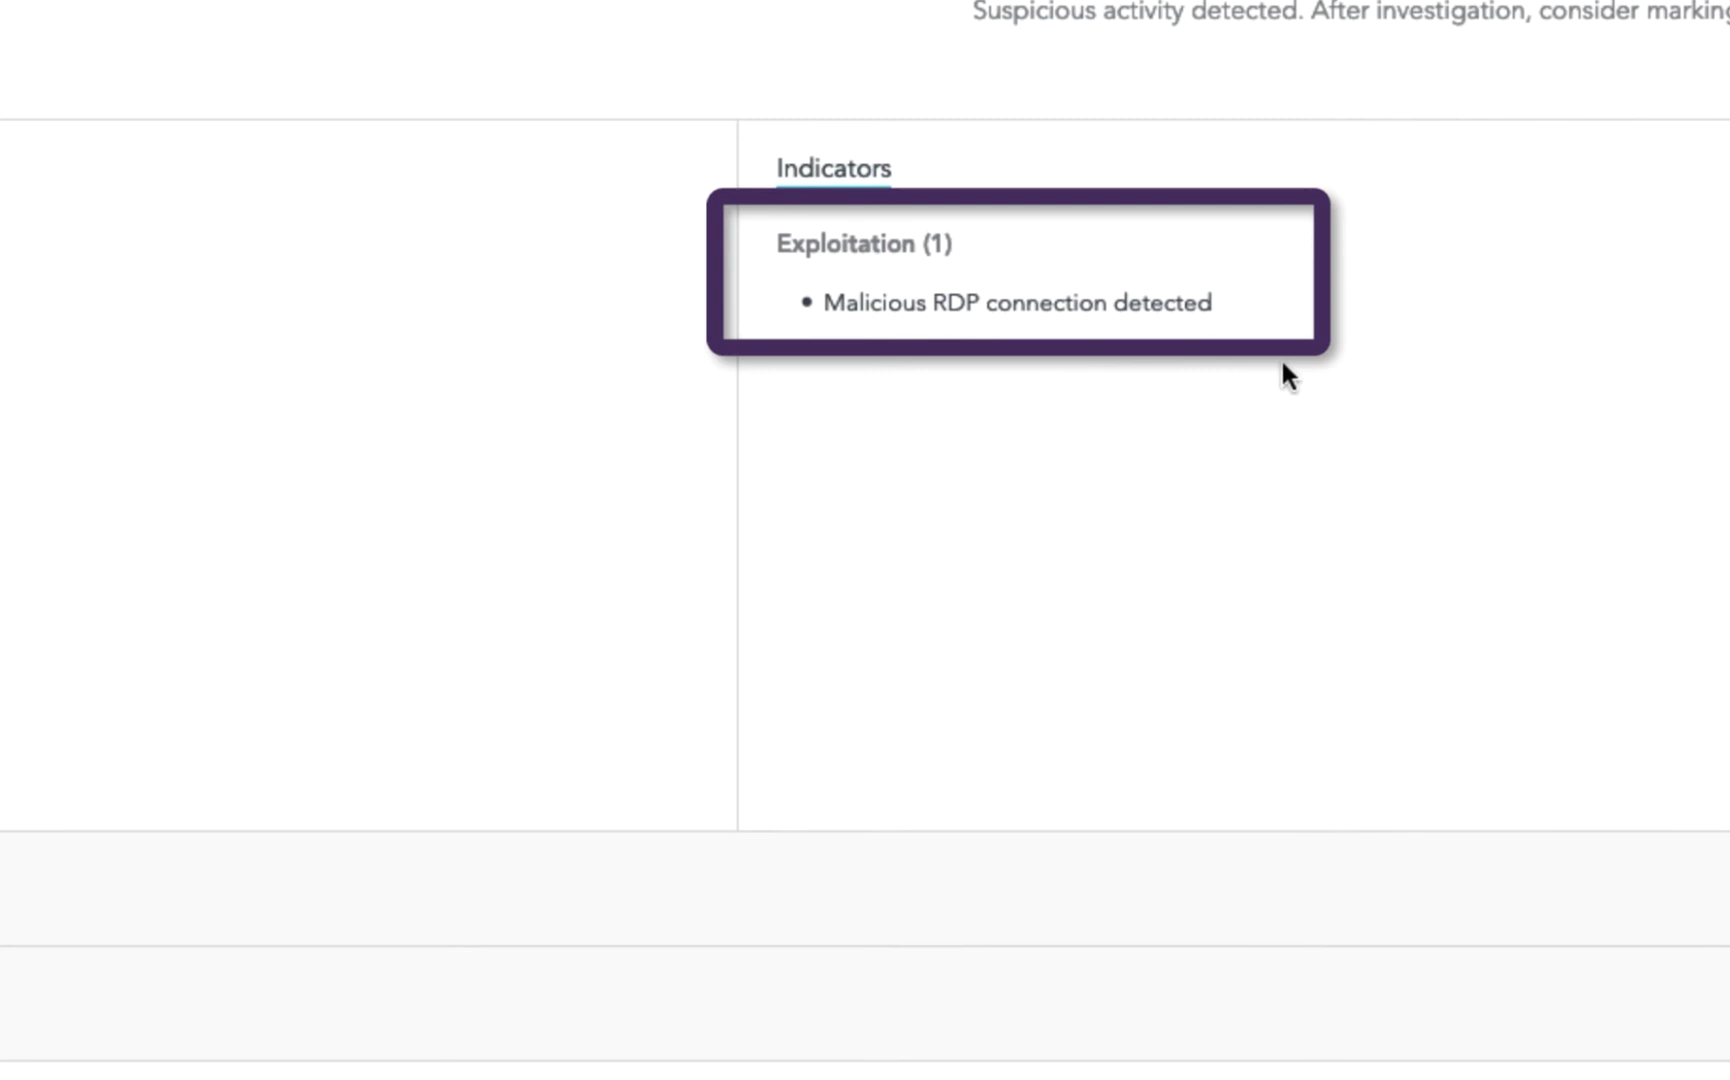 Suspicious activity detected. After investigation, consider marking
Indicators
Exploitation (1)
• Malicious RDP connection detected